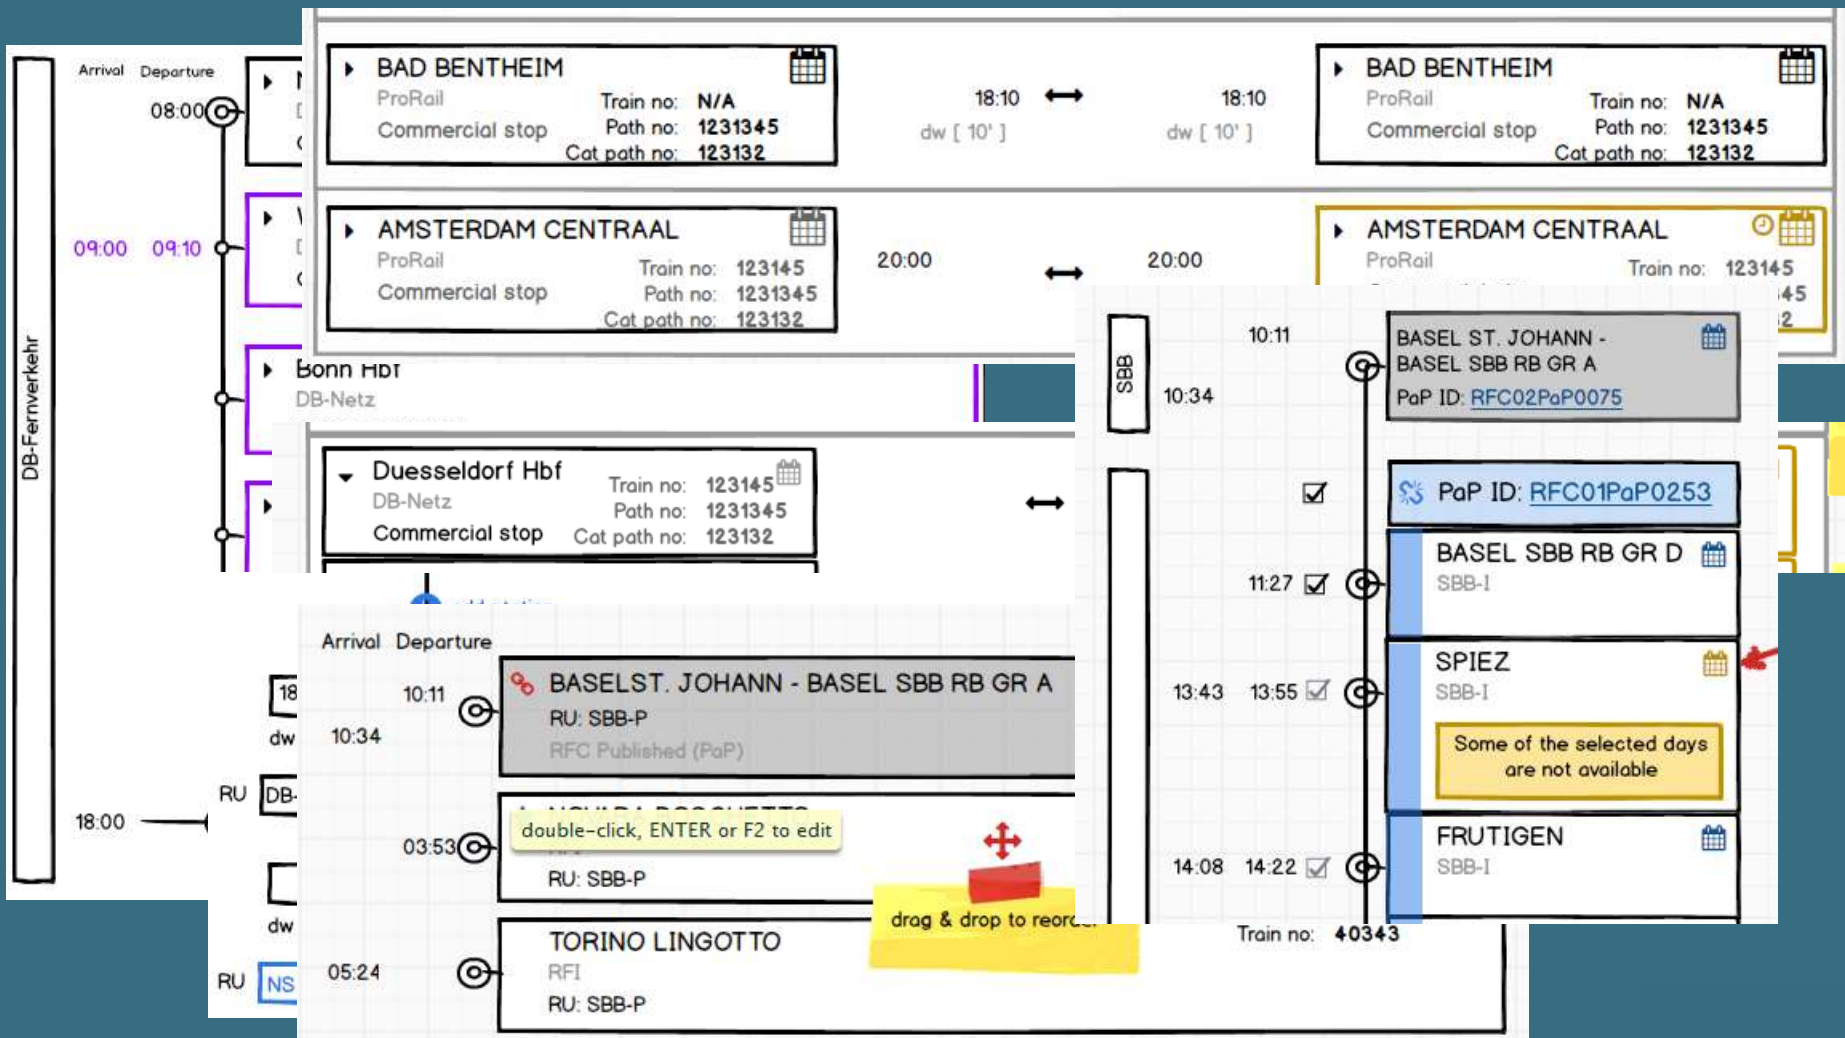 Arrival Departure
08:00
09:00 09:10
DB-Fernverkehr
18:00
BAD BENTHEIM
ProRail
Commercial stop
Train no: N/A
Path no: 1231345
Cat path no: 123132
18:10 18:10
dw [ 10' ] dw [ 10' ]
BAD BENTHEIM
ProRail
Commercial stop
Train no: N/A
Path no: 1231345
Cat path no: 123132
AMSTERDAM CENTRAAL
ProRail
Commercial stop
Train no: 123145
Path no: 1231345
Cat path no: 123132
20:00 20:00
AMSTERDAM CENTRAAL
ProRail
Train no: 123145
45
2
Bonn Hbf
DB-Netz
Duesseldorf Hbf
DB-Netz
Commercial stop
Train no: 123145
Path no: 1231345
Cat path no: 123132
18
dw
RU DB-
dw
RU NS
Arrival Departure
10:11
10:34
BASELST. JOHANN - BASEL SBB RB GR A
RU: SBB-P
RFC Published (PaP)
03:53
double-click, ENTER or F2 to edit
RU: SBB-P
drag & drop to reorder
05:24
TORINO LINGOTTO
RFI
RU: SBB-P
Train no: 40343
SBB
10:11
10:34
BASEL ST. JOHANN -
BASEL SBB RB GR A
PaP ID: RFC02PaP0075
PaP ID: RFC01PaP0253
11:27
BASEL SBB RB GR D
SBB-I
13:43 13:55
SPIEZ
SBB-I
Some of the selected days
are not available
14:08 14:22
FRUTIGEN
SBB-I